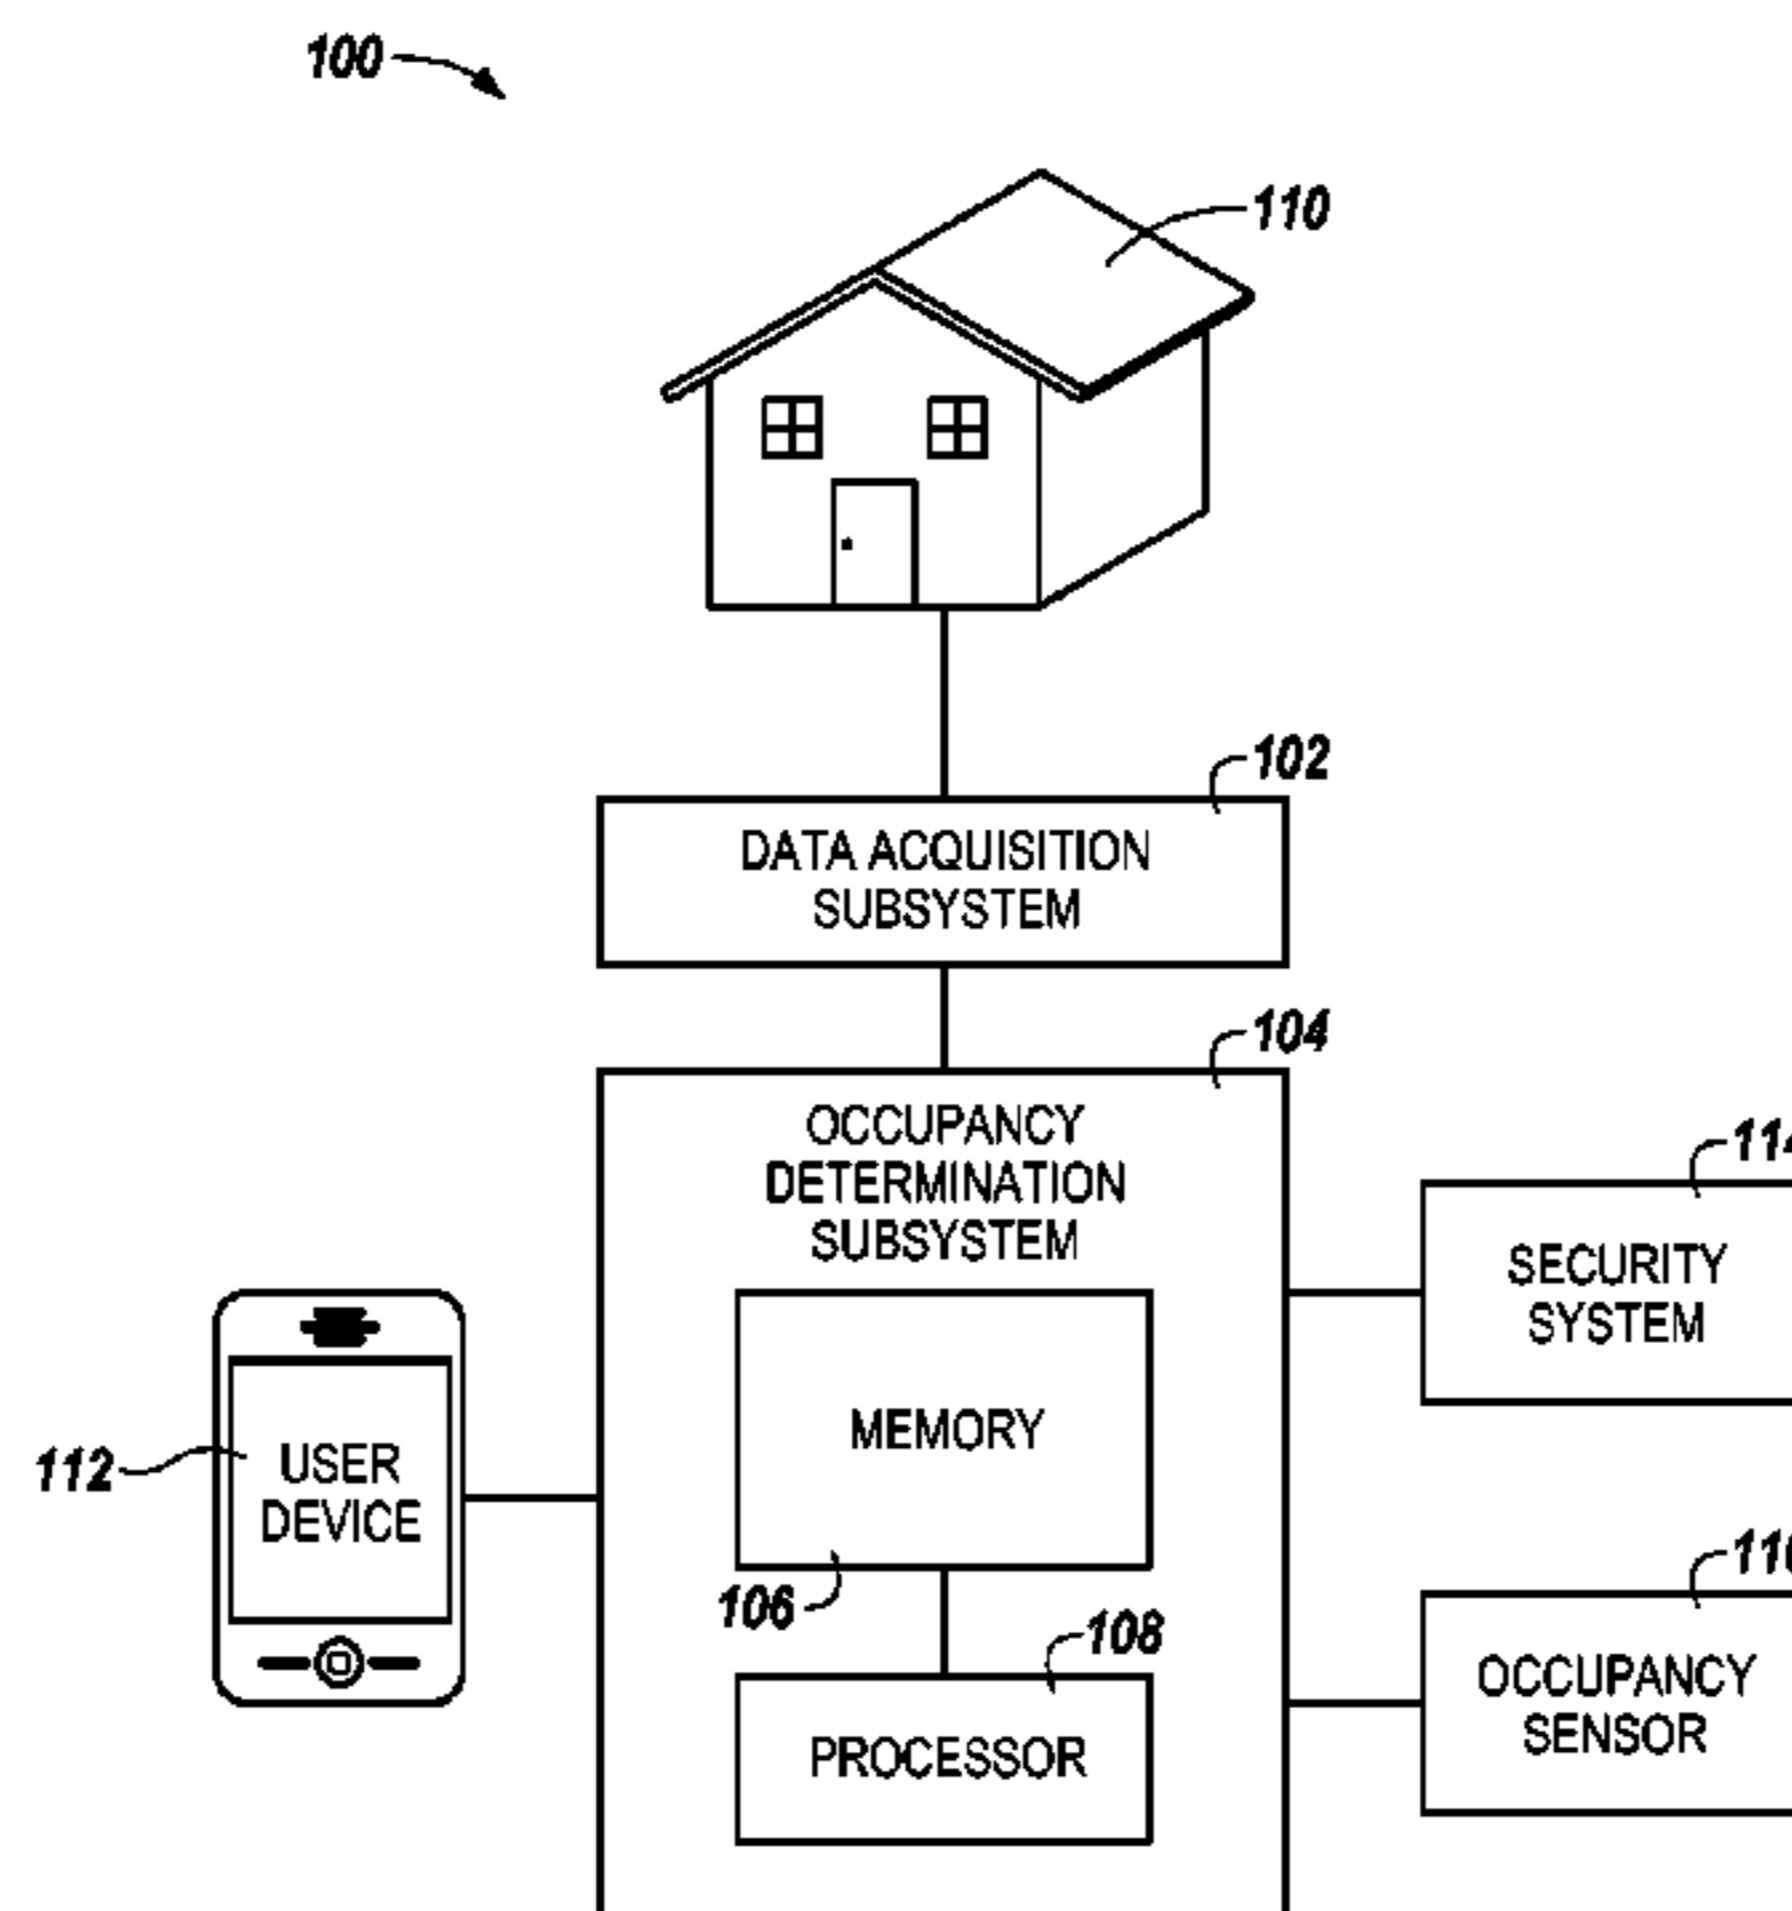 100
110
102
DATA ACQUISITION
SUBSYSTEM
104
OCCUPANCY
DETERMINATION
SUBSYSTEM
SECURITY
SYSTEM
MEMORY
112
USER
DEVICE
106
108
PROCESSOR
OCCUPANCY
SENSOR